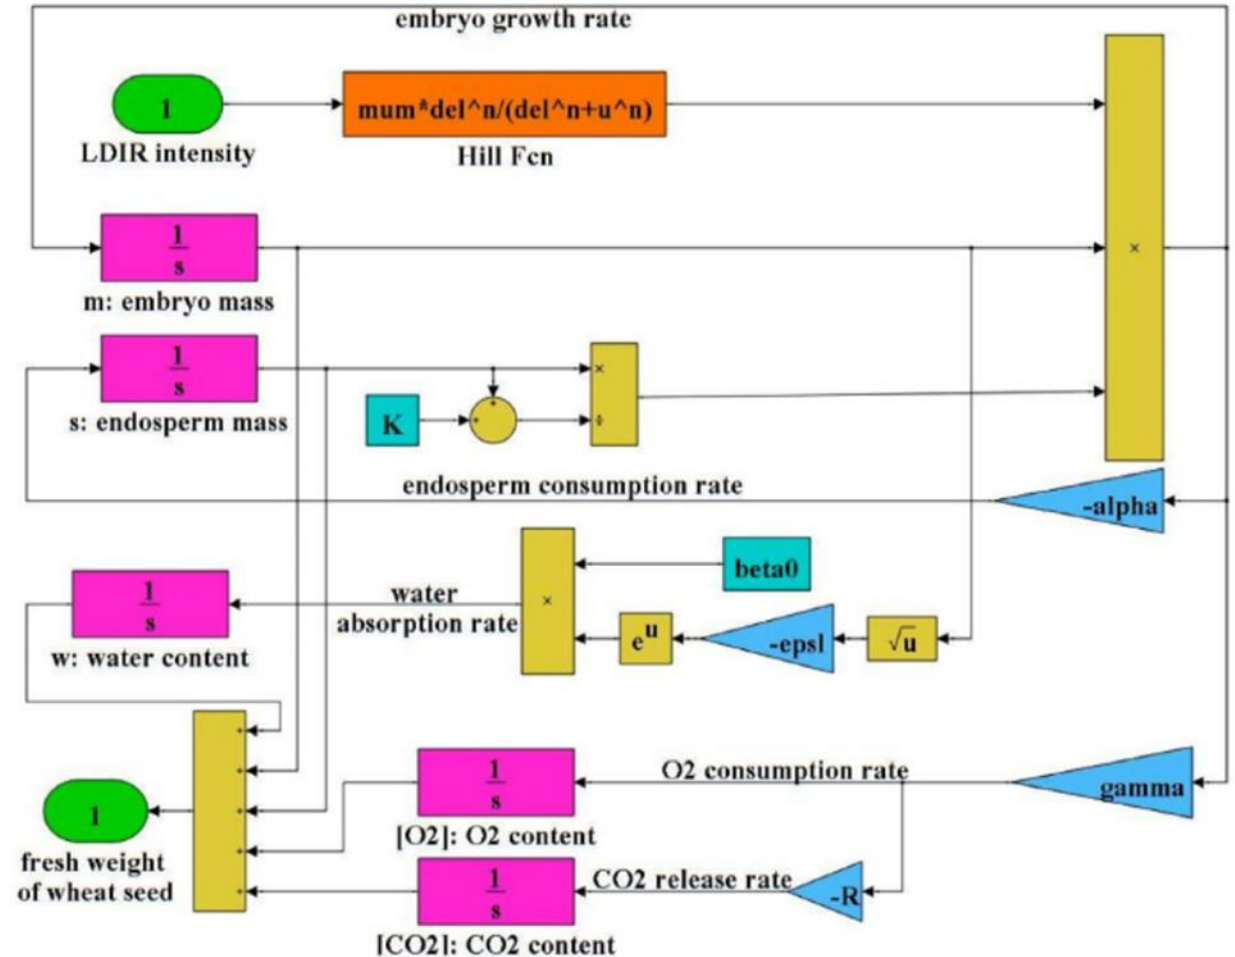 embryo growth rate
1
LDIR intensity
mum*del^n/(del^n+u^n)
Hill Fcn
×
1
s
m: embryo mass
1
s
s: endosperm mass
K
+
+
×
÷
endosperm consumption rate
-alpha
1
s
w: water content
water
absorption rate
×
beta0
e^u
-epsl
√u
+
+
+
+
+
1
fresh weight
of wheat seed
1
s
[O2]: O2 content
O2 consumption rate
gamma
1
s
[CO2]: CO2 content
CO2 release rate
-R